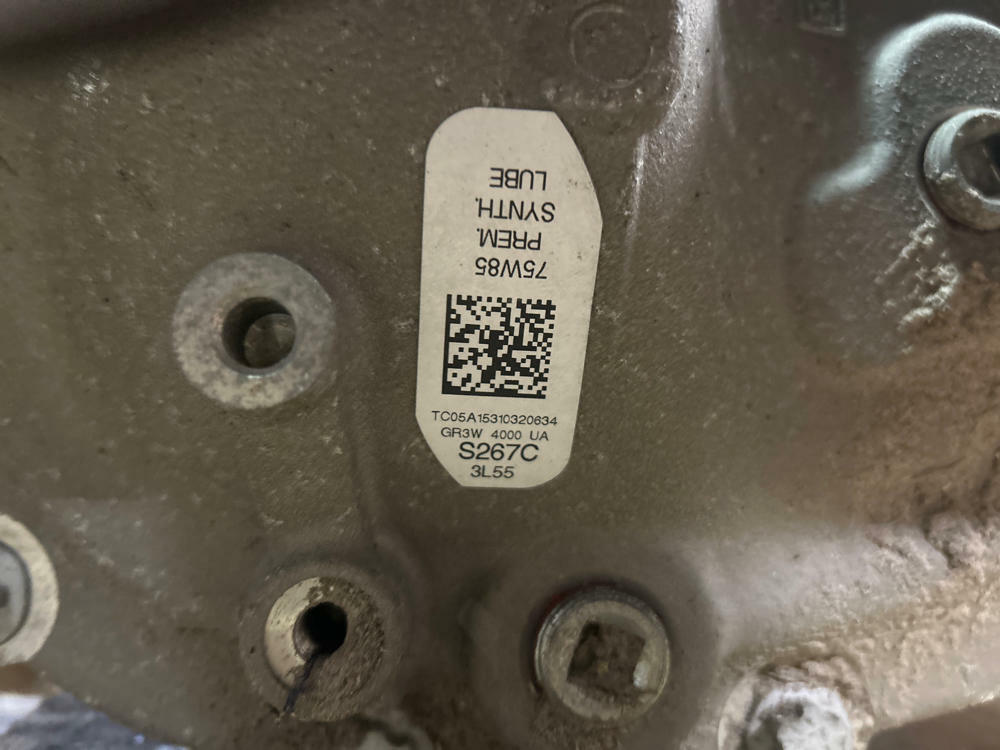 75W85
PREM.
SYNTH.
LUBE
TC05A15310320634
GR3W 4000 UA
S267C
3L55